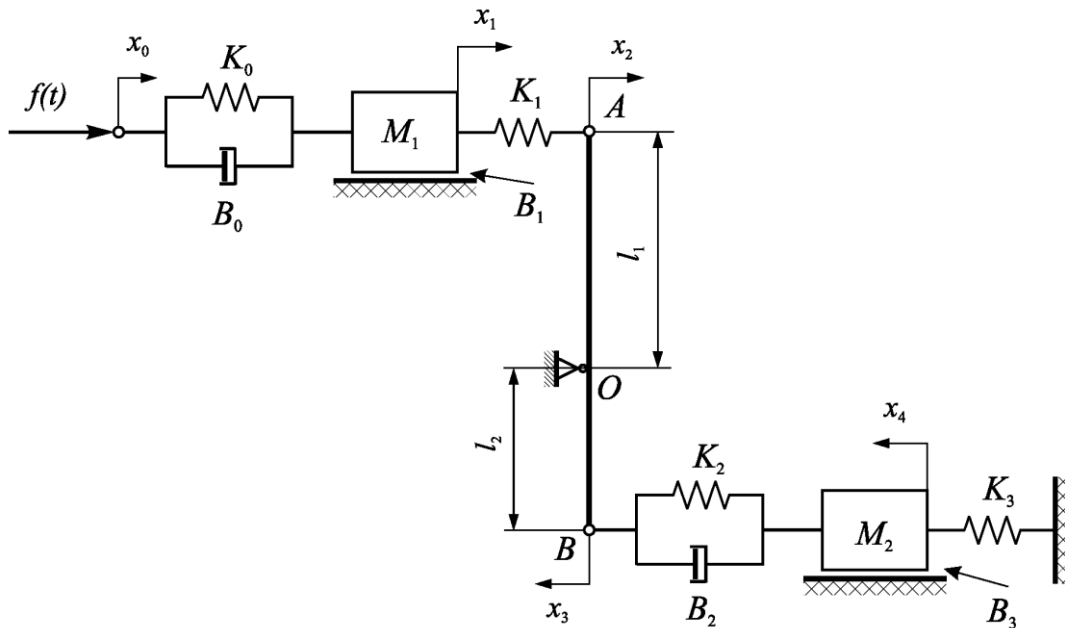 x₀
x₁
x₂
K₀
K₁
A
f(t)
M₁
B₀
B₁
l₁
O
l₂
x₄
K₂
K₃
B
M₂
x₃
B₂
B₃